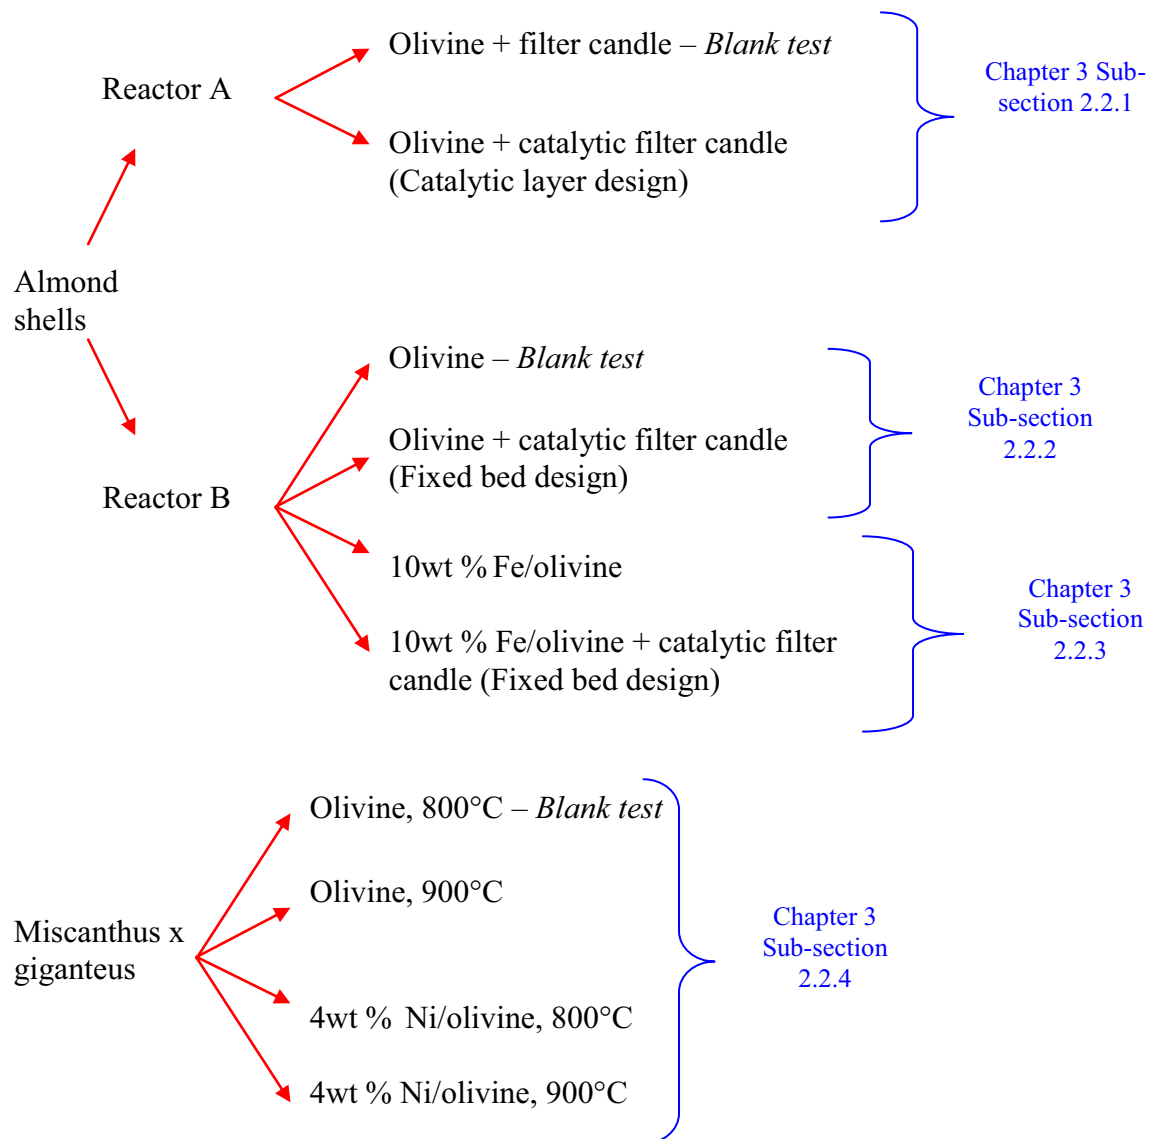 Olivine + filter candle – Blank test
Chapter 3 Sub-
section 2.2.1
Reactor A
Olivine + catalytic filter candle
(Catalytic layer design)
Almond
shells
Olivine – Blank test
Chapter 3
Sub-section
2.2.2
Olivine + catalytic filter candle
(Fixed bed design)
Reactor B
10wt % Fe/olivine
10wt % Fe/olivine + catalytic filter
candle (Fixed bed design)
Chapter 3
Sub-section
2.2.3
Olivine, 800°C – Blank test
Olivine, 900°C
Miscanthus x
giganteus
Chapter 3
Sub-section
2.2.4
4wt % Ni/olivine, 800°C
4wt % Ni/olivine, 900°C